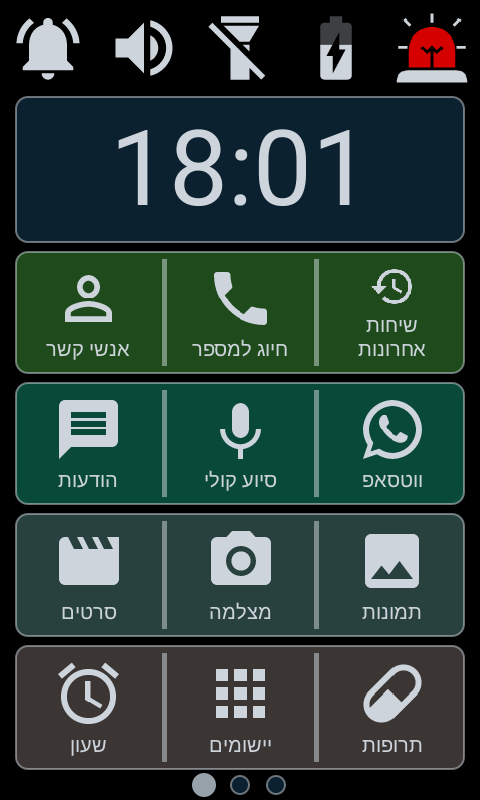 18:01
שיחות
אחרונות
חיוג למספר
אנשי קשר
ווטסאפ
סיוע קולי
הודעות
תמונות
מצלמה
סרטים
תרופות
יישומים
שעון